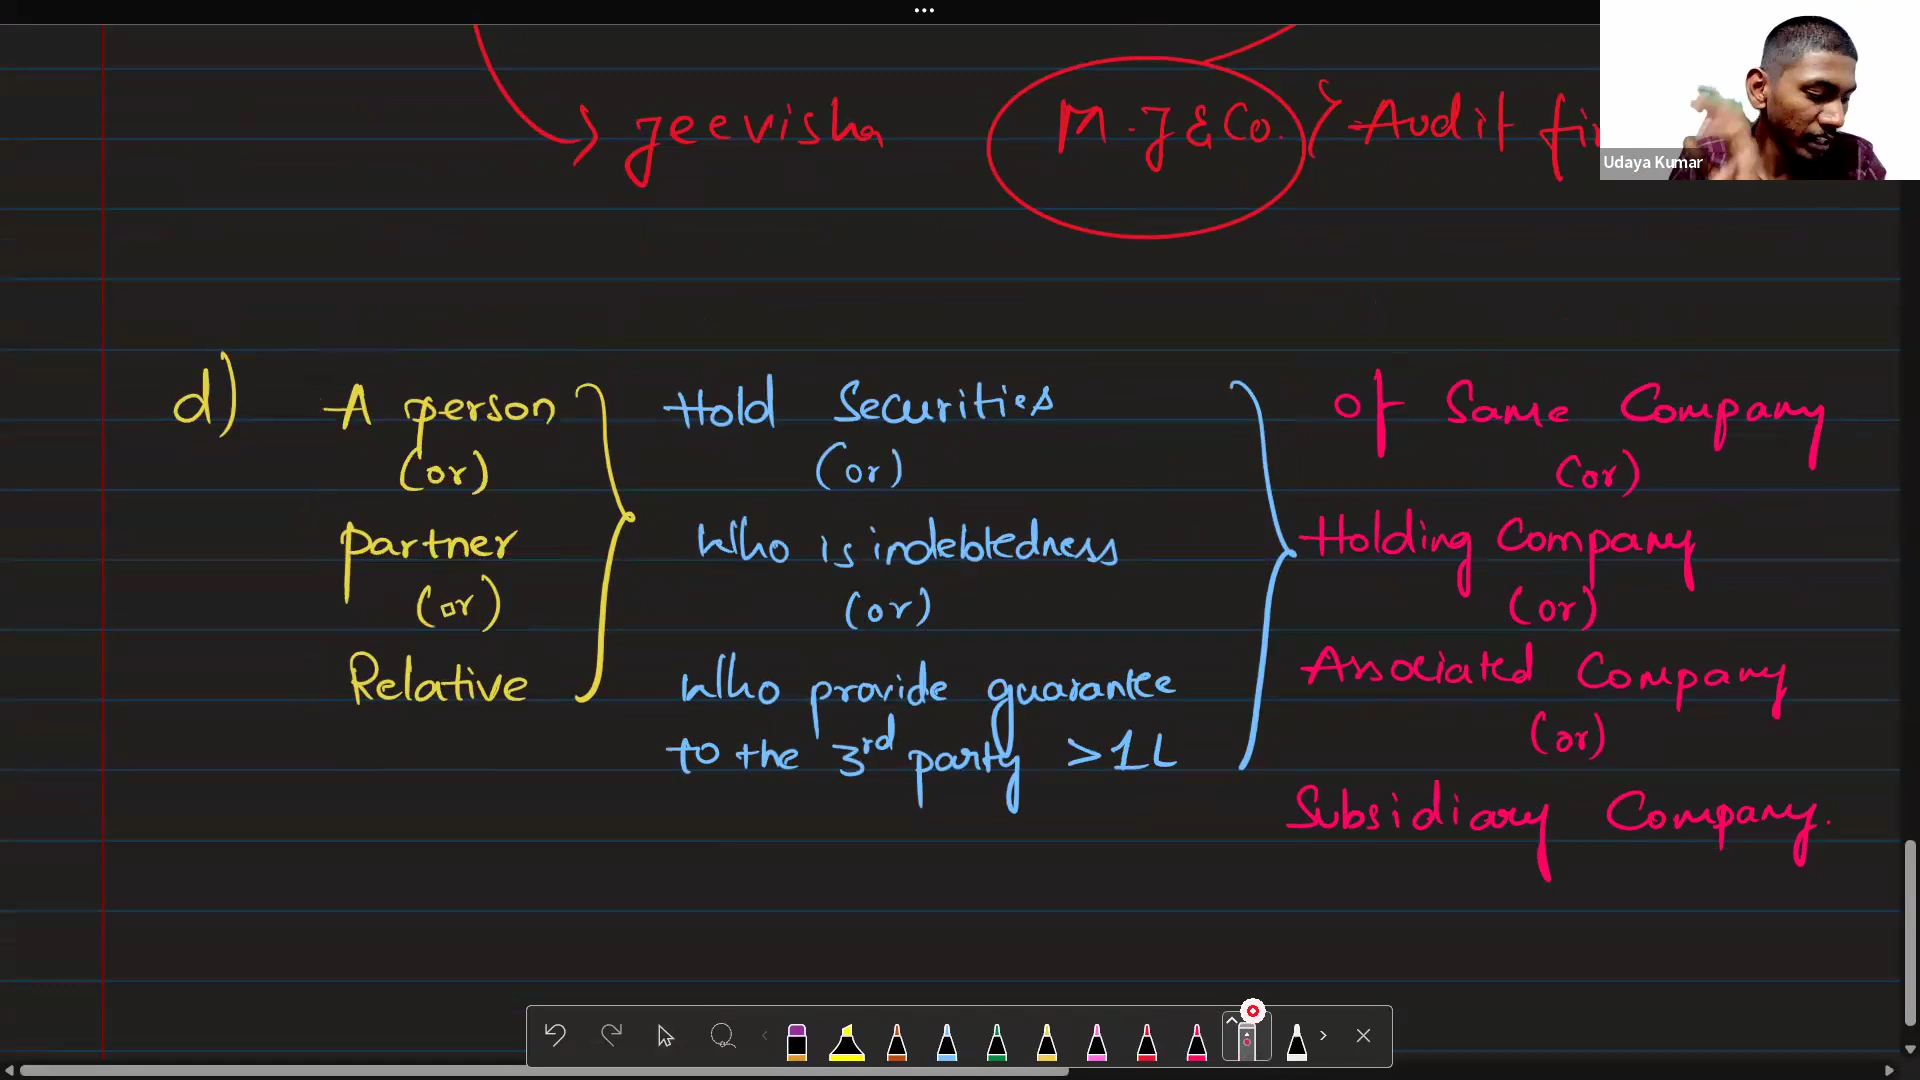 jeevisha M.J & Co. Audit
Udaya Kumar
d) A person Hold Securities of Same Company
(or) (or) (or)
partner Who is indebtedness Holding Company
(or) (or) (or)
Relative Who provide guarantee Associated Company
to the 3rd party >1L (or)
Subsidiary Company.